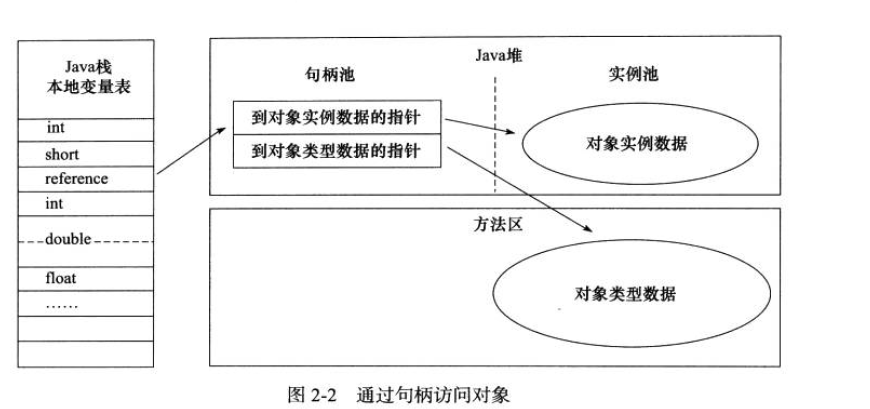 Java栈
本地变量表
int
short
reference
int
double
float
……
Java堆
句柄池
实例池
到对象实例数据的指针
到对象类型数据的指针
对象实例数据
方法区
对象类型数据
图 2-2 通过句柄访问对象